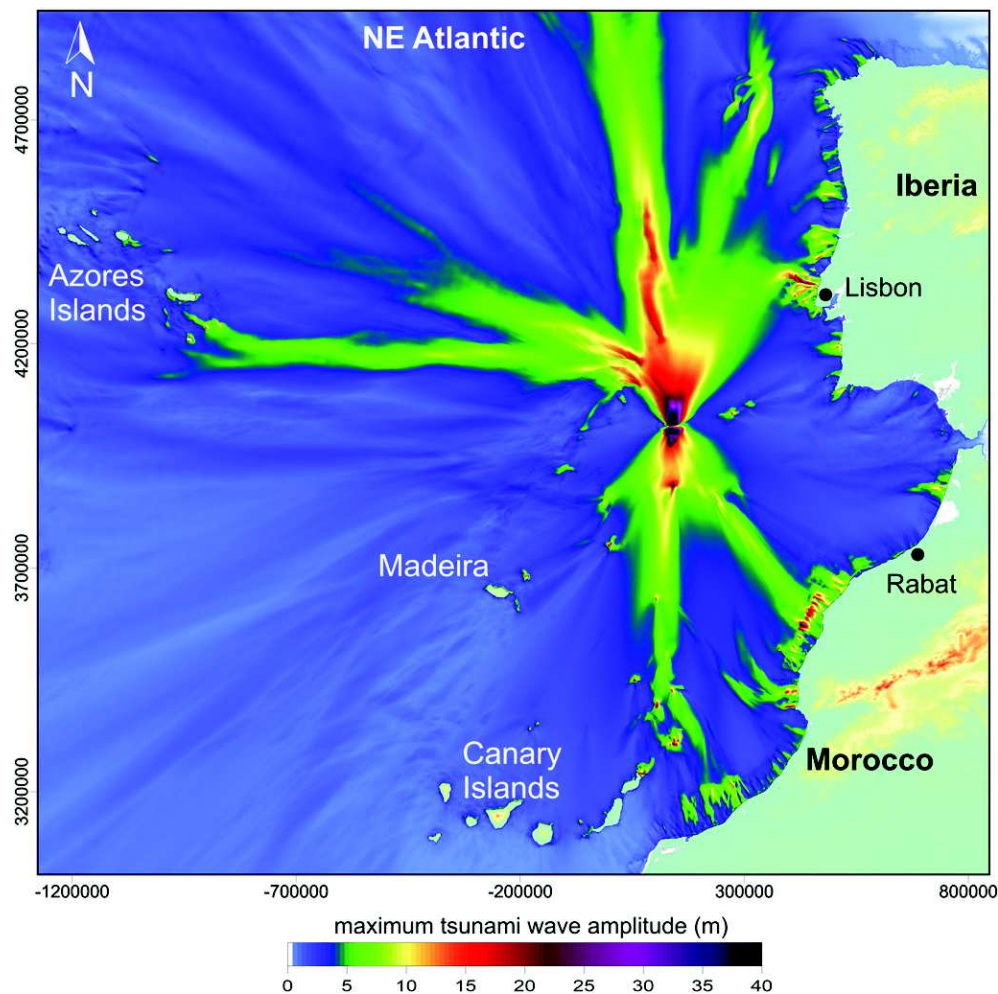 NE Atlantic
N
4700000
Iberia
Azores
Islands
Lisbon
4200000
Madeira
3700000
Rabat
Canary
Islands
Morocco
3200000
-1200000 -700000 -200000 300000 800000
maximum tsunami wave amplitude (m)
0 5 10 15 20 25 30 35 40